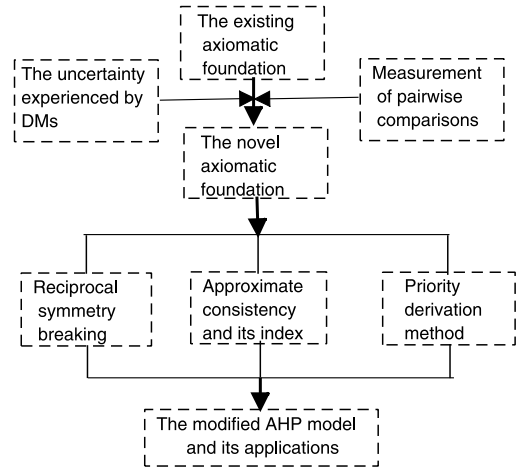 The existing
axiomatic
foundation
The uncertainty
experienced by
DMs
Measurement
of pairwise
comparisons
The novel
axiomatic
foundation
Reciprocal
symmetry
breaking
Approximate
consistency
and its index
Priority
derivation
method
The modified AHP model
and its applications